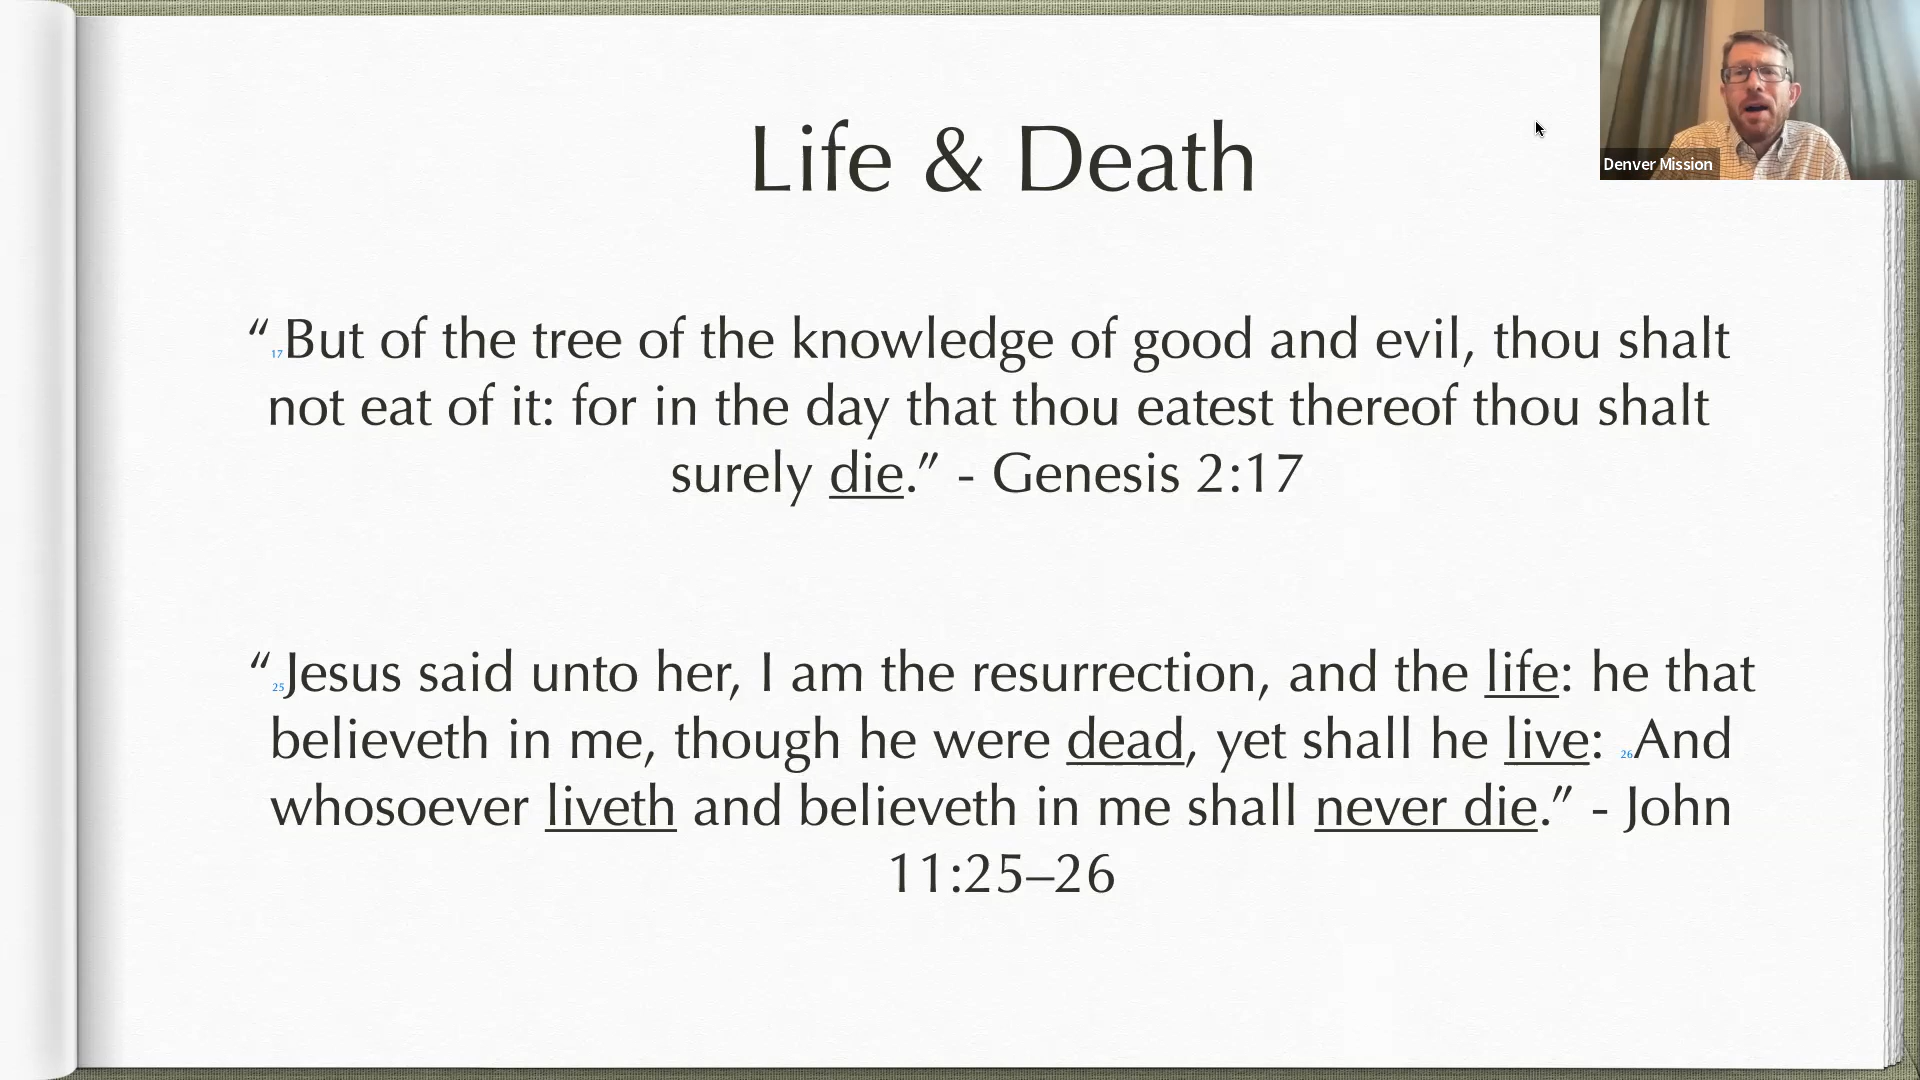 Life & Death
Denver Mission
“17But of the tree of the knowledge of good and evil, thou shalt
not eat of it: for in the day that thou eatest thereof thou shalt
surely die.” - Genesis 2:17
“25Jesus said unto her, I am the resurrection, and the life: he that
believeth in me, though he were dead, yet shall he live: 26And
whosoever liveth and believeth in me shall never die.” - John
11:25–26